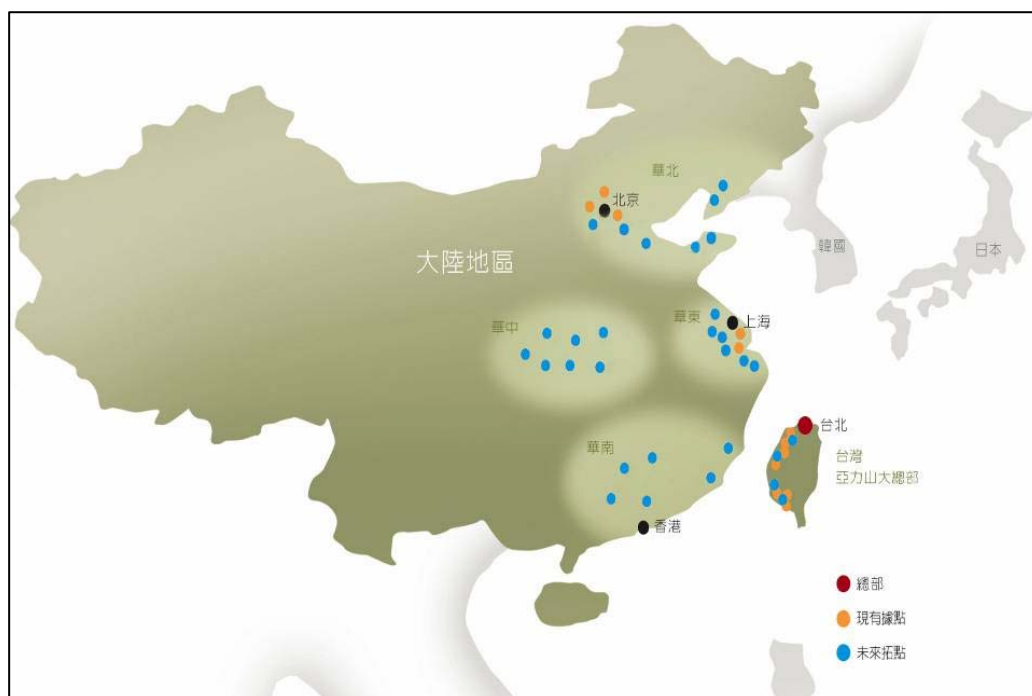 華北
北京
韓國
日本
大陸地區
華中
華東
上海
華南
台北
台灣
亞力山大總部
香港
總部
現有據點
未來拓點